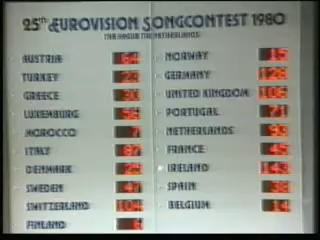 25th EUROVISION SONGCONTEST 1980
THE HAGUE THE NETHERLANDS
AUSTRIA 64
TURKEY 23
GREECE 30
LUXEMBURG
MOROCCO 7
ITALY 87
DENMARK
SWEDEN 47
SWITZERLAND 104
FINLAND 6
NORWAY 15
GERMANY 128
UNITED KINGDOM 106
PORTUGAL 71
NETHERLANDS 93
FRANCE 45
IRELAND 143
SPAIN 38
BELGIUM 14